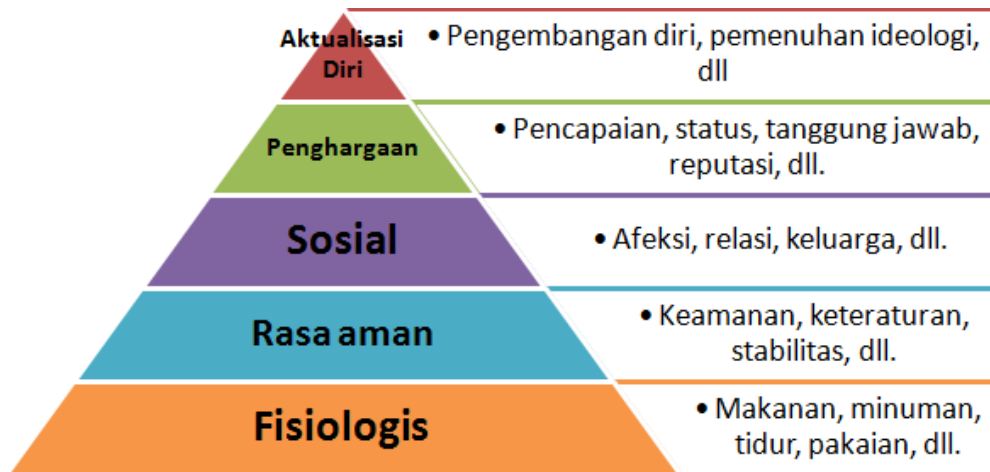 Aktualisasi
Diri
• Pengembangan diri, pemenuhan ideologi,
dll
Penghargaan
• Pencapaian, status, tanggung jawab,
reputasi, dll.
Sosial
• Afeksi, relasi, keluarga, dll.
Rasa aman
• Keamanan, keteraturan,
stabilitas, dll.
Fisiologis
• Makanan, minuman,
tidur, pakaian, dll.